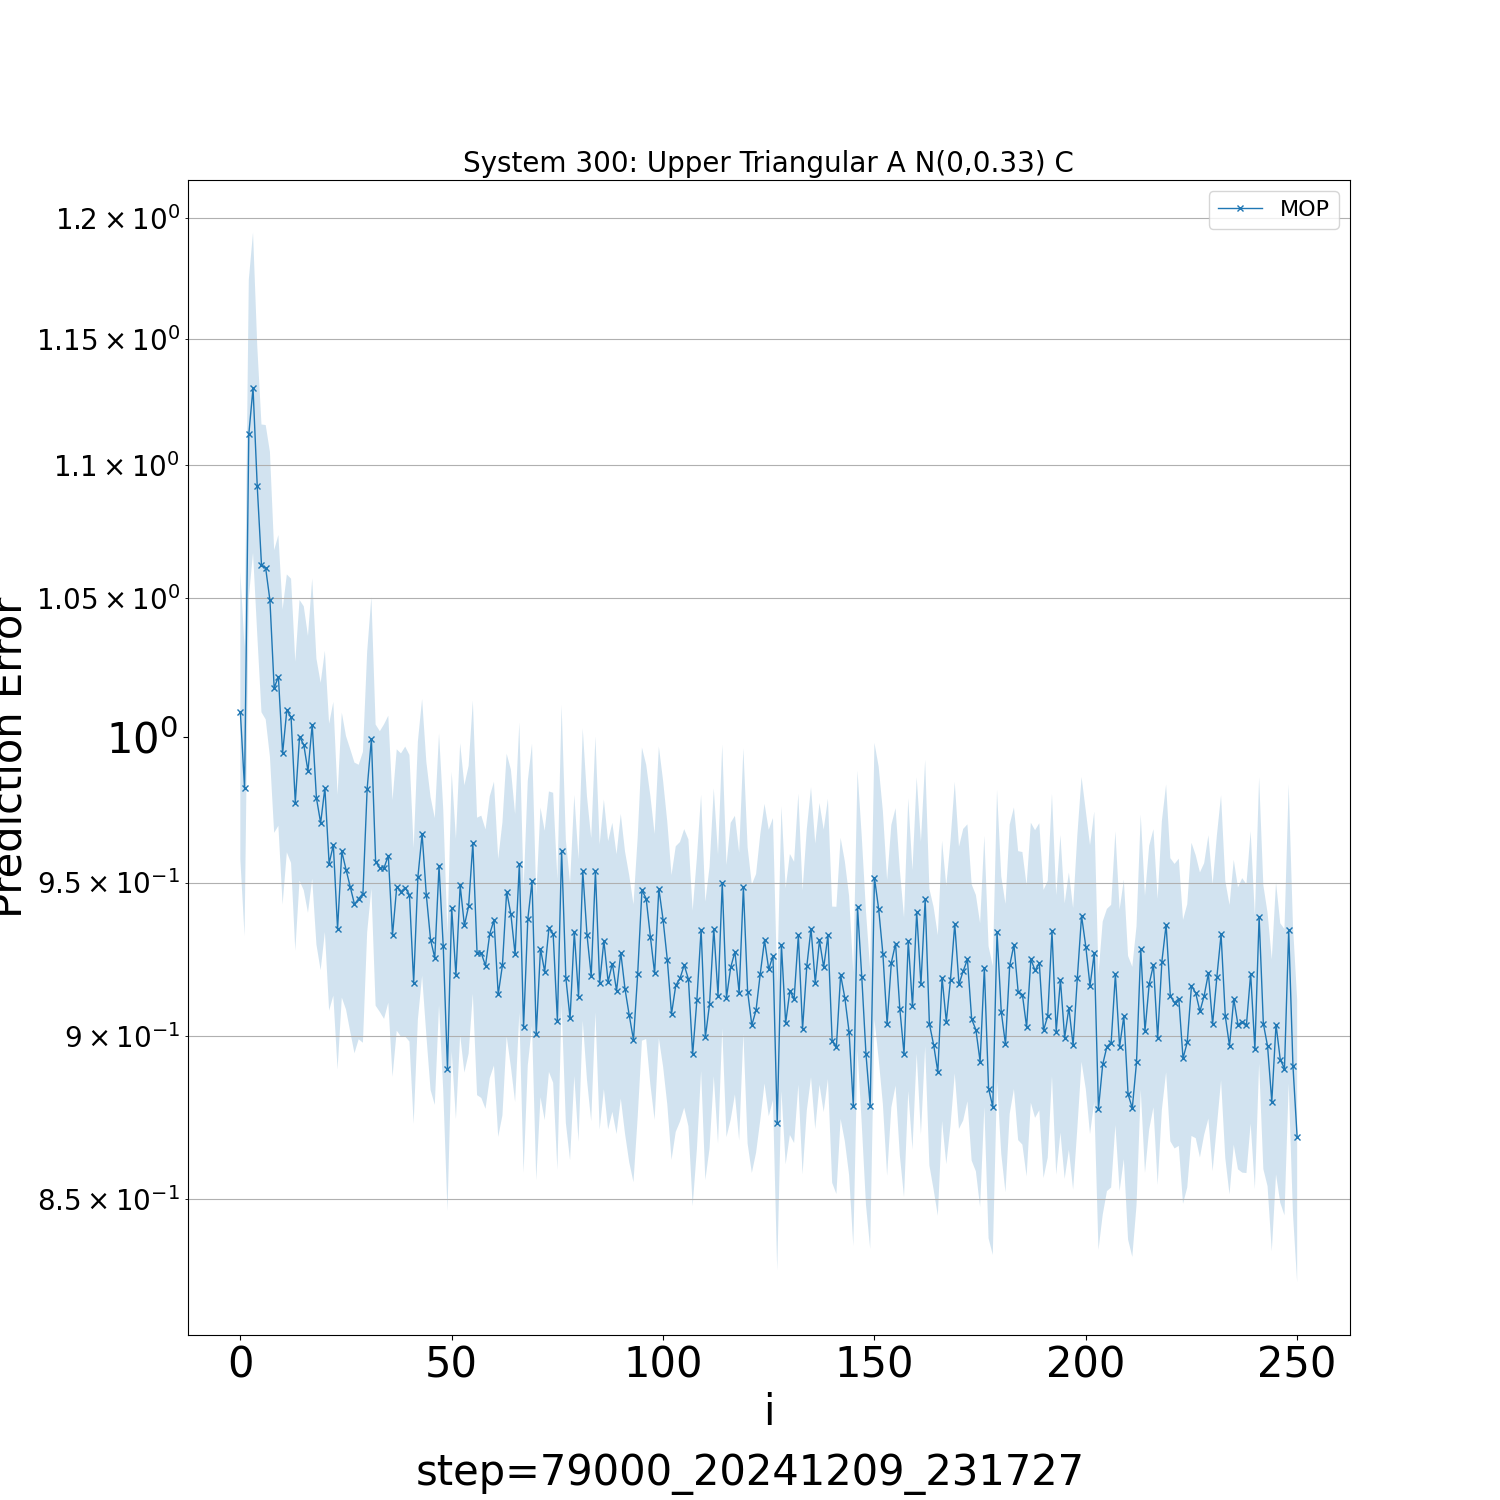 System 300: Upper Triangular A N(0,0.33) C
MOP
1.2 × 10⁰
1.15 × 10⁰
1.1 × 10⁰
1.05 × 10⁰
10⁰
9.5 × 10⁻¹
9 × 10⁻¹
8.5 × 10⁻¹
Prediction Error
0 50 100 150 200 250
i
step=79000_20241209_231727